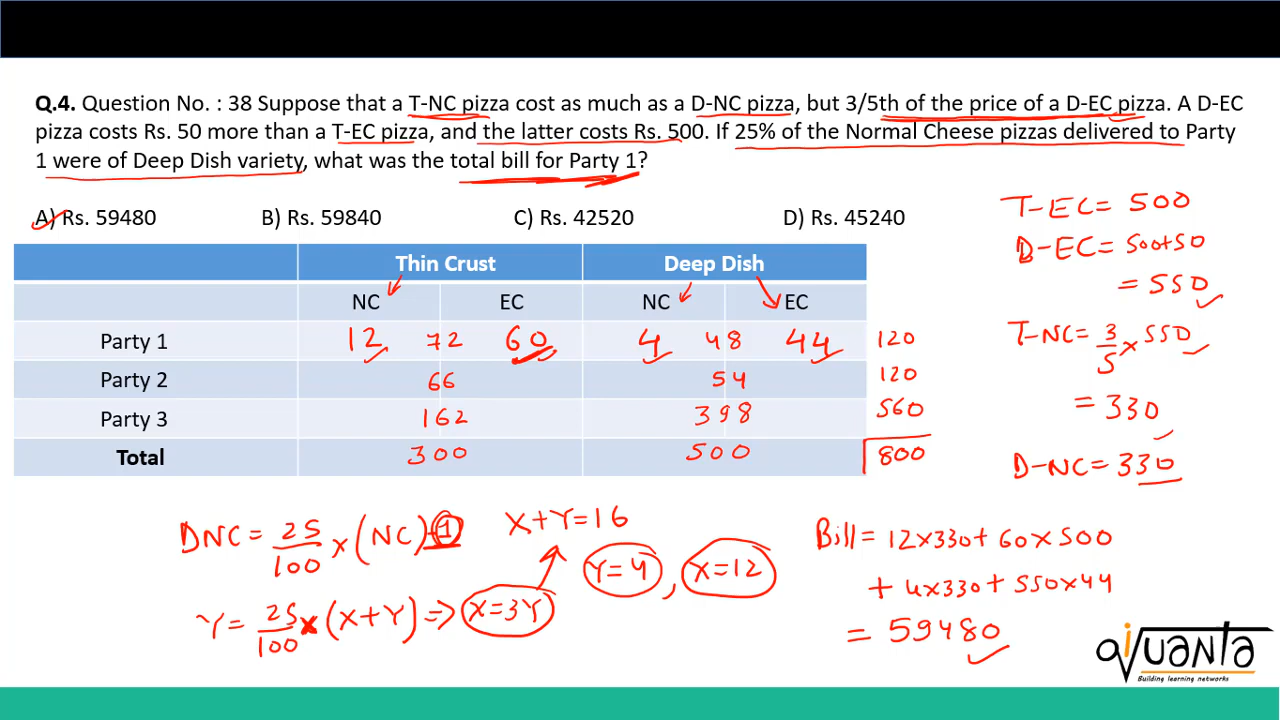 Q.4. Question No. : 38 Suppose that a T-NC pizza cost as much as a D-NC pizza, but 3/5th of the price of a D-EC pizza. A D-EC
pizza costs Rs. 50 more than a T-EC pizza, and the latter costs Rs. 500. If 25% of the Normal Cheese pizzas delivered to Party
1 were of Deep Dish variety, what was the total bill for Party 1?
A) Rs. 59480 B) Rs. 59840 C) Rs. 42520 D) Rs. 45240
T-EC = 500
D-EC = 500+50
= 550
T-NC = 3/5 × 550
= 330
D-NC = 330
Thin Crust Deep Dish
NC EC NC EC
Party 1 12 72 60 4 48 44 120
Party 2 66 54 120
Party 3 162 398 560
Total 300 500 800
DNC = 25/100 × (NC)-1
Y = 25/100 × (X+Y) => X=3Y
X+Y=16
Y=4 , X=12
Bill = 12×330 + 60×500
+ 4×330 + 550×44
= 59480
aiquanta
Building learning networks